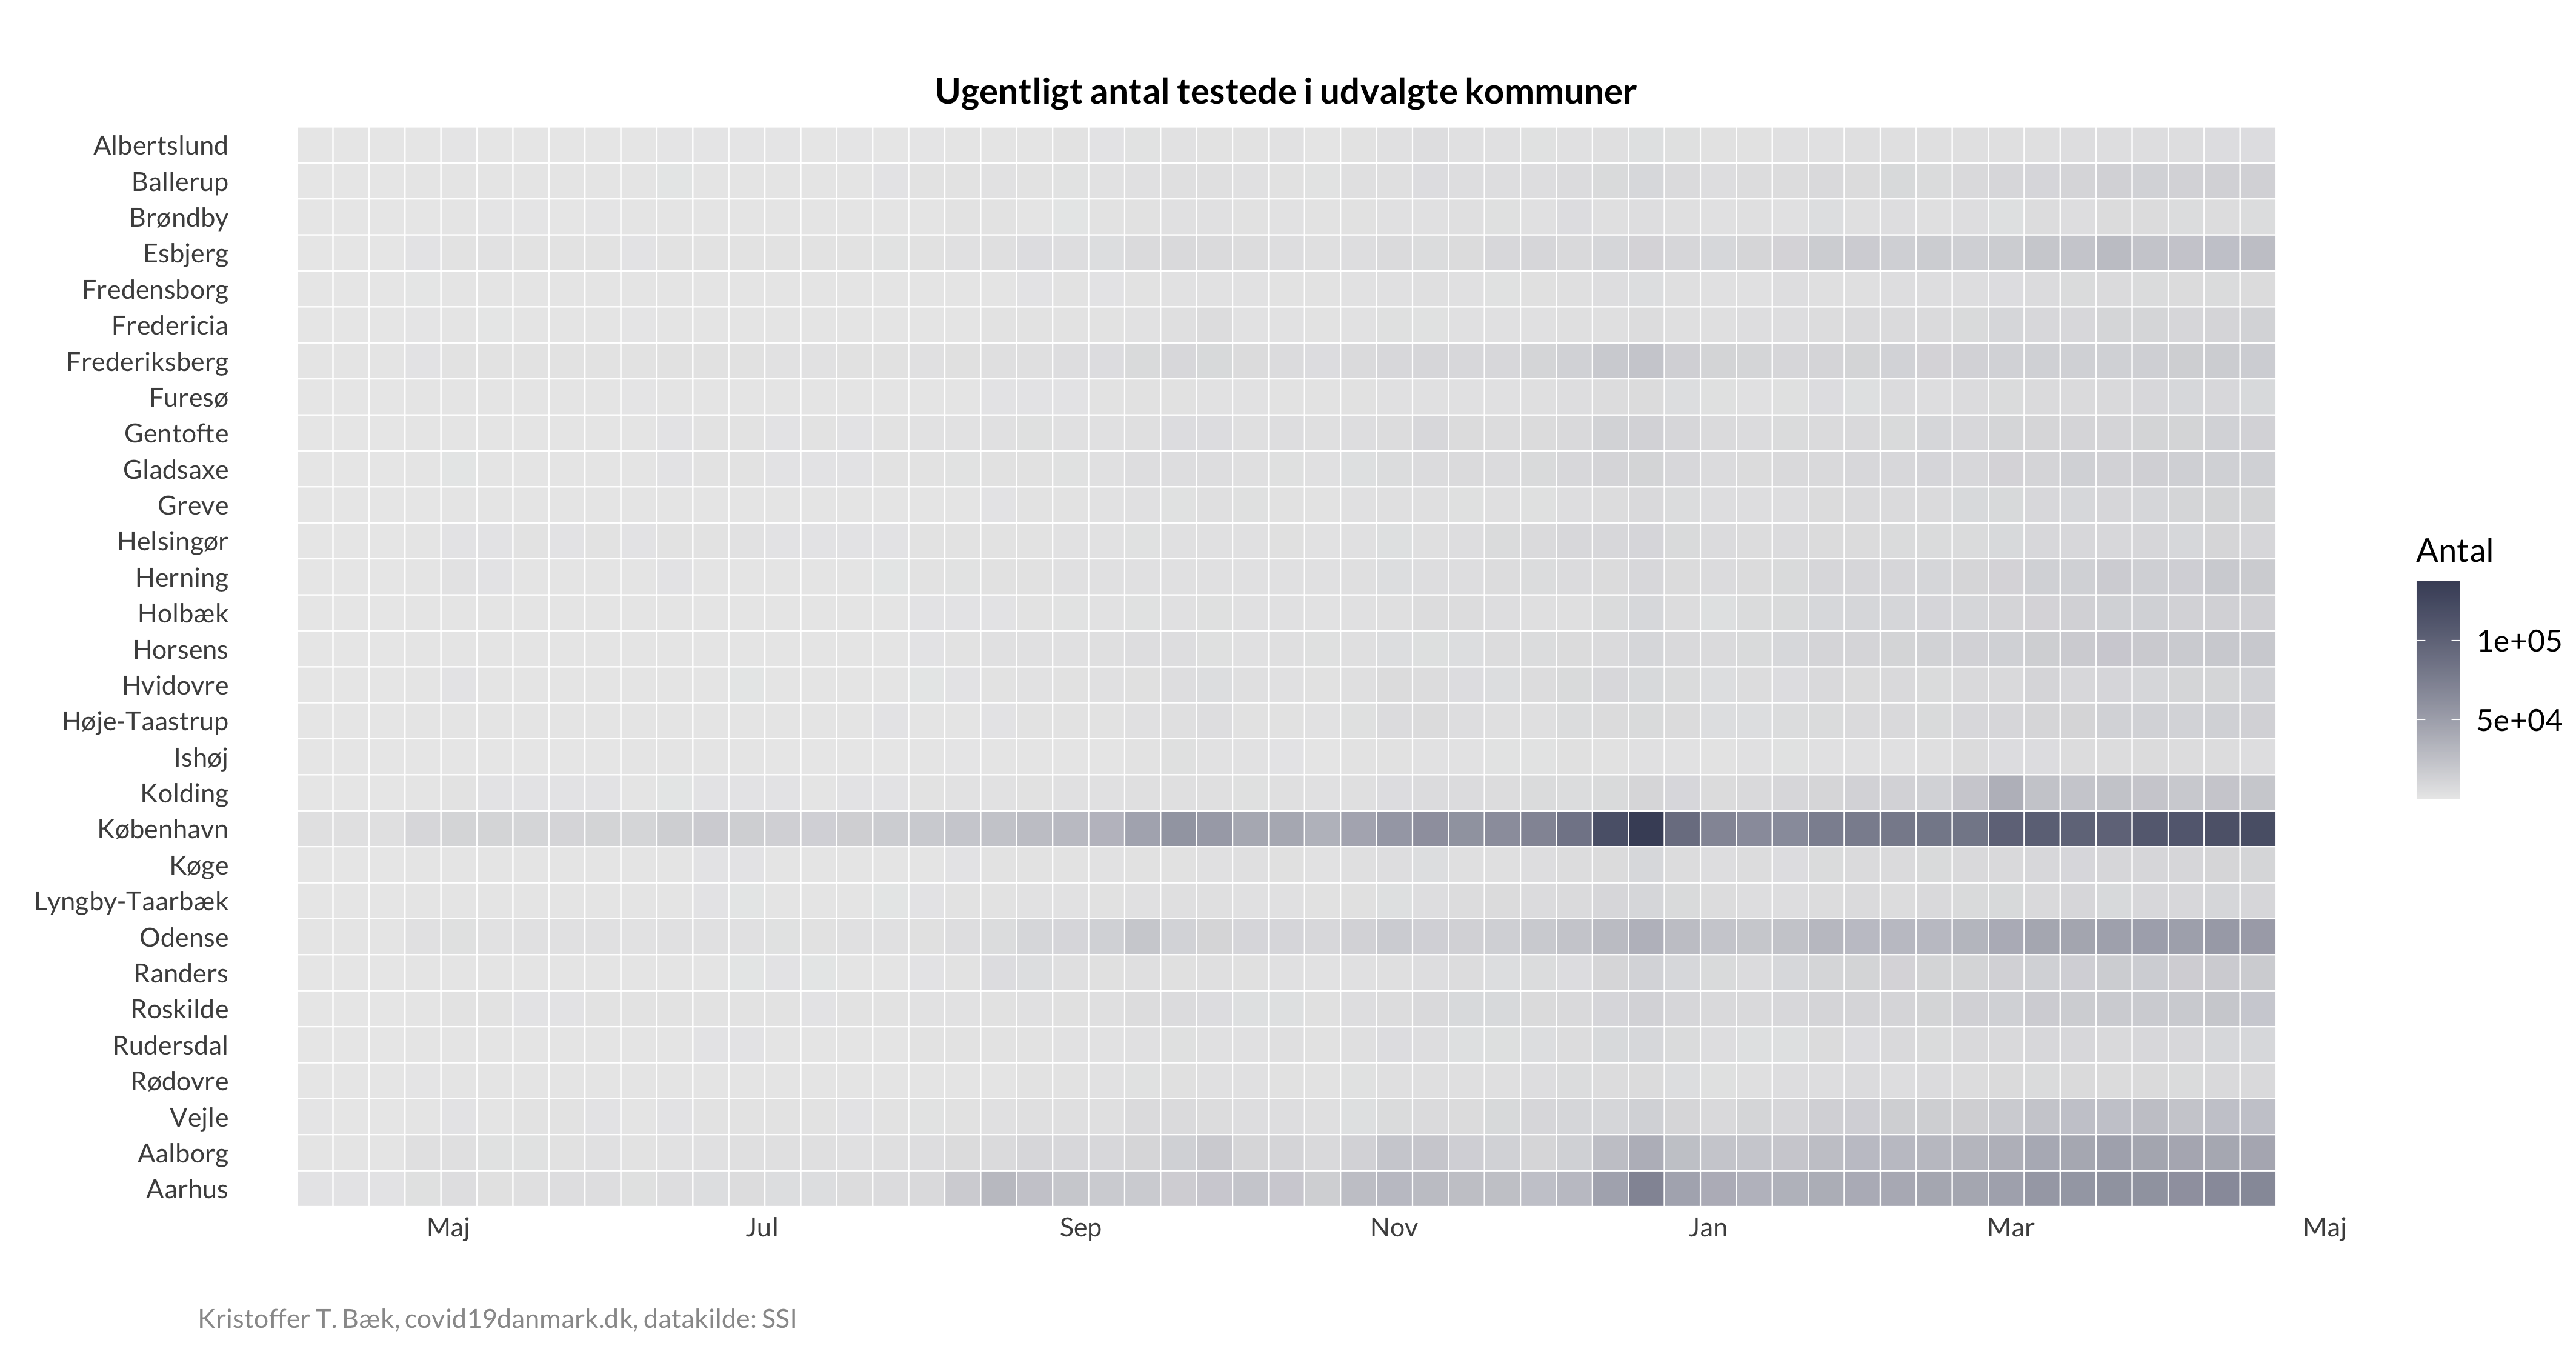 Ugentligt antal testede i udvalgte kommuner
Albertslund
Ballerup
Brøndby
Esbjerg
Fredensborg
Fredericia
Frederiksberg
Furesø
Gentofte
Gladsaxe
Greve
Helsingør
Herning
Holbæk
Horsens
Hvidovre
Høje-Taastrup
Ishøj
Kolding
København
Køge
Lyngby-Taarbæk
Odense
Randers
Roskilde
Rudersdal
Rødovre
Vejle
Aalborg
Aarhus
Maj Jul Sep Nov Jan Mar Maj
Antal
1e+05
5e+04
Kristoffer T. Bæk, covid19danmark.dk, datakilde: SSI